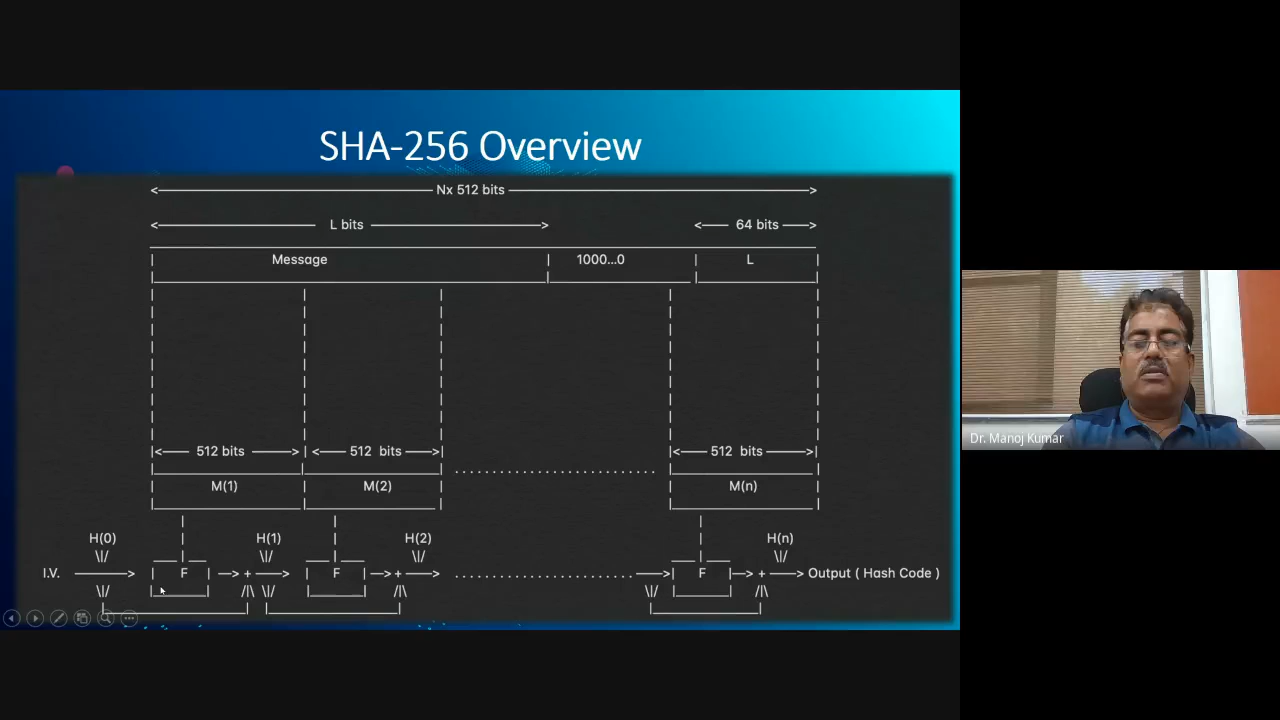 SHA-256 Overview
Nx 512 bits
L bits
64 bits
Message
1000...0
L
512 bits
512 bits
512 bits
M(1)
M(2)
M(n)
H(0)
H(1)
H(2)
H(n)
I.V.
F
+
F
+
F
+
Output ( Hash Code )
Dr. Manoj Kumar